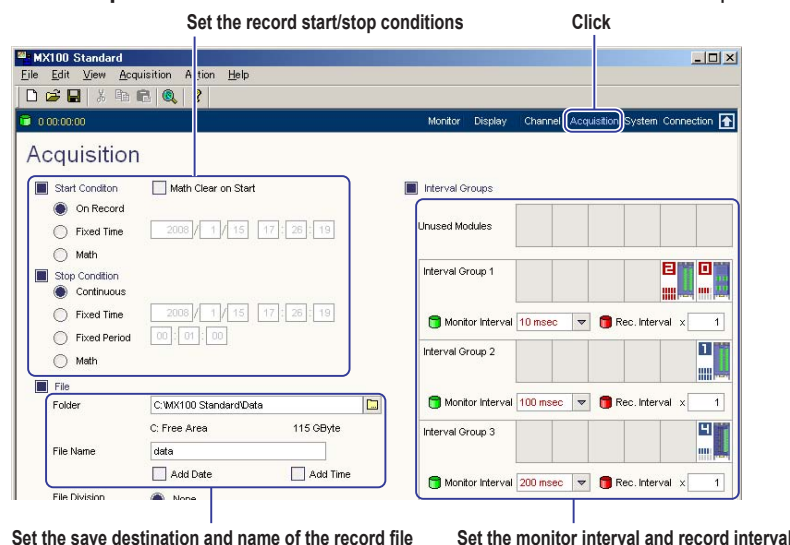 Set the record start/stop conditions
Click
MX100 Standard
File Edit View Acquisition Action Help
0 00:00:00
Monitor Display Channel Acquisition System Connection
Acquisition
Start Conditon
Math Clear on Start
On Record
Fixed Time 2008 / 1 / 15 17 : 26 : 19
Math
Stop Condition
Continuous
Fixed Time 2008 / 1 / 15 17 : 26 : 19
Fixed Period 00 : 01 : 00
Math
File
Folder C:\MX100 Standard\Data
C: Free Area 115 GByte
File Name data
Add Date Add Time
File Division None
Interval Groups
Unused Modules
Interval Group 1 2 0
Monitor Interval 10 msec Rec. Interval x 1
Interval Group 2 1
Monitor Interval 100 msec Rec. Interval x 1
Interval Group 3 4
Monitor Interval 200 msec Rec. Interval x 1
Set the save destination and name of the record file
Set the monitor interval and record interval